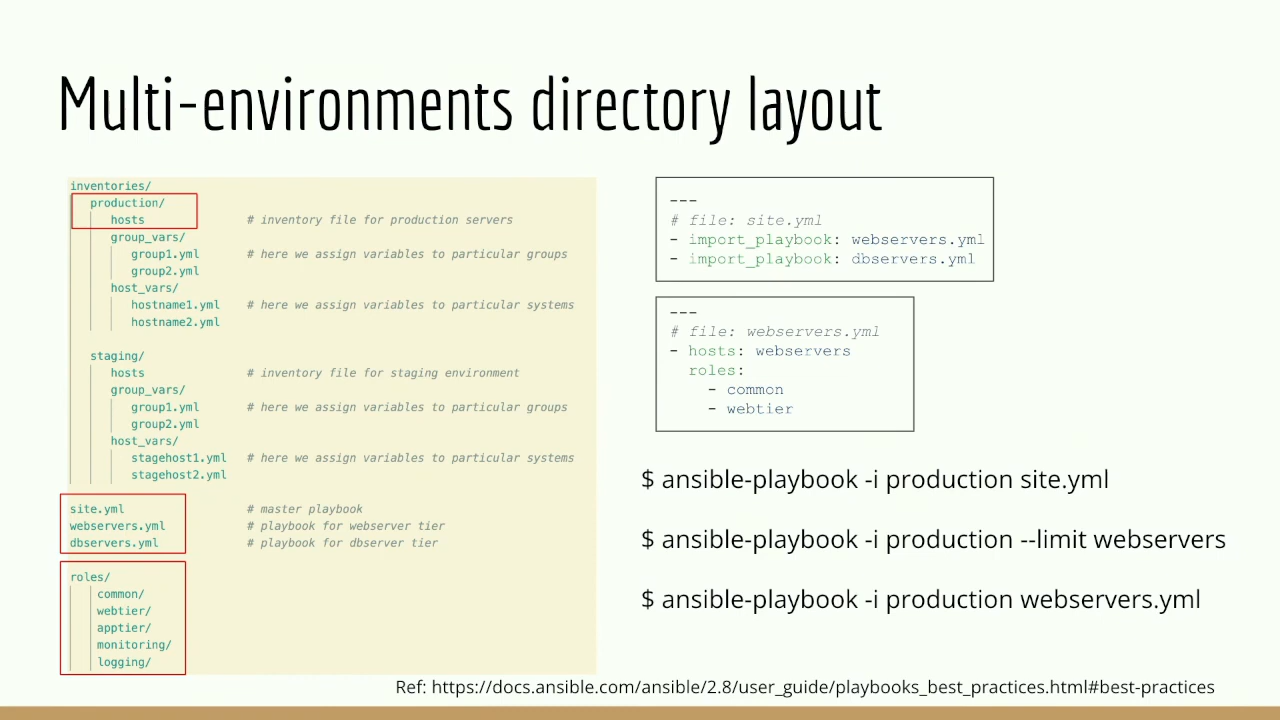 Multi-environments directory layout
inventories/
production/
hosts # inventory file for production servers
group_vars/
group1.yml # here we assign variables to particular groups
group2.yml
host_vars/
hostname1.yml # here we assign variables to particular systems
hostname2.yml
staging/
hosts # inventory file for staging environment
group_vars/
group1.yml # here we assign variables to particular groups
group2.yml
host_vars/
stagehost1.yml # here we assign variables to particular systems
stagehost2.yml
site.yml # master playbook
webservers.yml # playbook for webserver tier
dbservers.yml # playbook for dbserver tier
roles/
common/
webtier/
apptier/
monitoring/
logging/
---
# file: site.yml
- import_playbook: webservers.yml
- import_playbook: dbservers.yml
---
# file: webservers.yml
- hosts: webservers
roles:
- common
- webtier
$ ansible-playbook -i production site.yml
$ ansible-playbook -i production --limit webservers
$ ansible-playbook -i production webservers.yml
Ref: https://docs.ansible.com/ansible/2.8/user_guide/playbooks_best_practices.html#best-practices